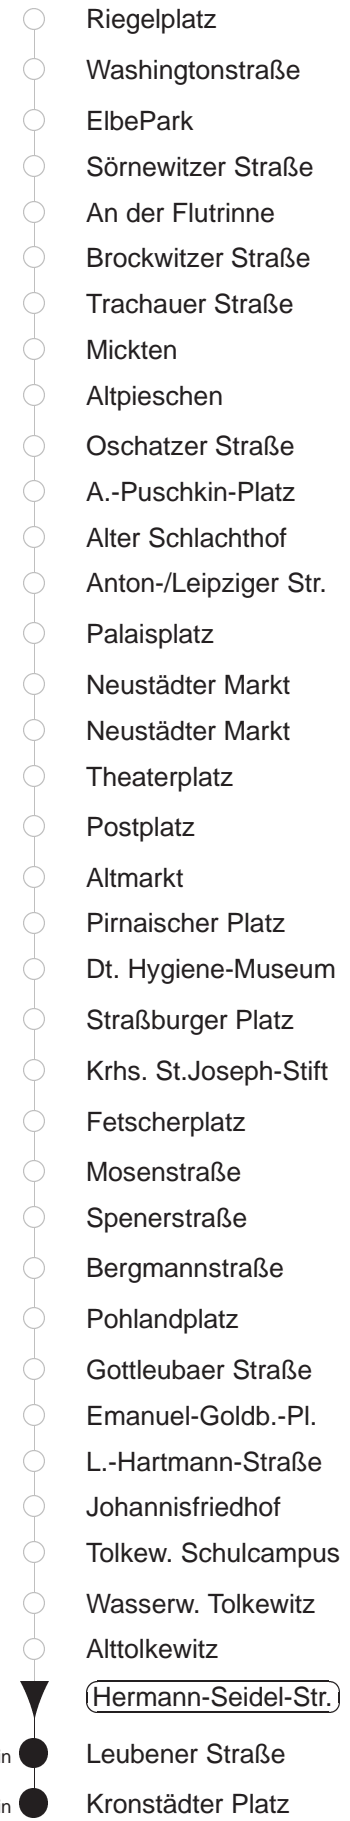 Riegelplatz
Washingtonstraße
ElbePark
Sörnewitzer Straße
An der Flutrinne
Brockwitzer Straße
Trachauer Straße
Mickten
Altpieschen
Oschatzer Straße
A.-Puschkin-Platz
Alter Schlachthof
Anton-/Leipziger Str.
Palaisplatz
Neustädter Markt
Neustädter Markt
Theaterplatz
Postplatz
Altmarkt
Pirnaischer Platz
Dt. Hygiene-Museum
Straßburger Platz
Krhs. St.Joseph-Stift
Fetscherplatz
Mosenstraße
Spenerstraße
Bergmannstraße
Pohlandplatz
Gottleubaer Straße
Emanuel-Goldb.-Pl.
L.-Hartmann-Straße
Johannisfriedhof
Tolkew. Schulcampus
Wasserw. Tolkewitz
Alttolkewitz
Hermann-Seidel-Str.
Leubener Straße
Kronstädter Platz